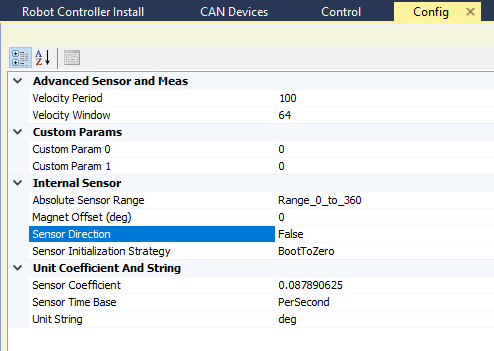 Robot Controller Install CAN Devices Control Config
Advanced Sensor and Meas
Velocity Period 100
Velocity Window 64
Custom Params
Custom Param 0 0
Custom Param 1 0
Internal Sensor
Absolute Sensor Range Range_0_to_360
Magnet Offset (deg) 0
Sensor Direction False
Sensor Initialization Strategy BootToZero
Unit Coefficient And String
Sensor Coefficient 0.087890625
Sensor Time Base PerSecond
Unit String deg